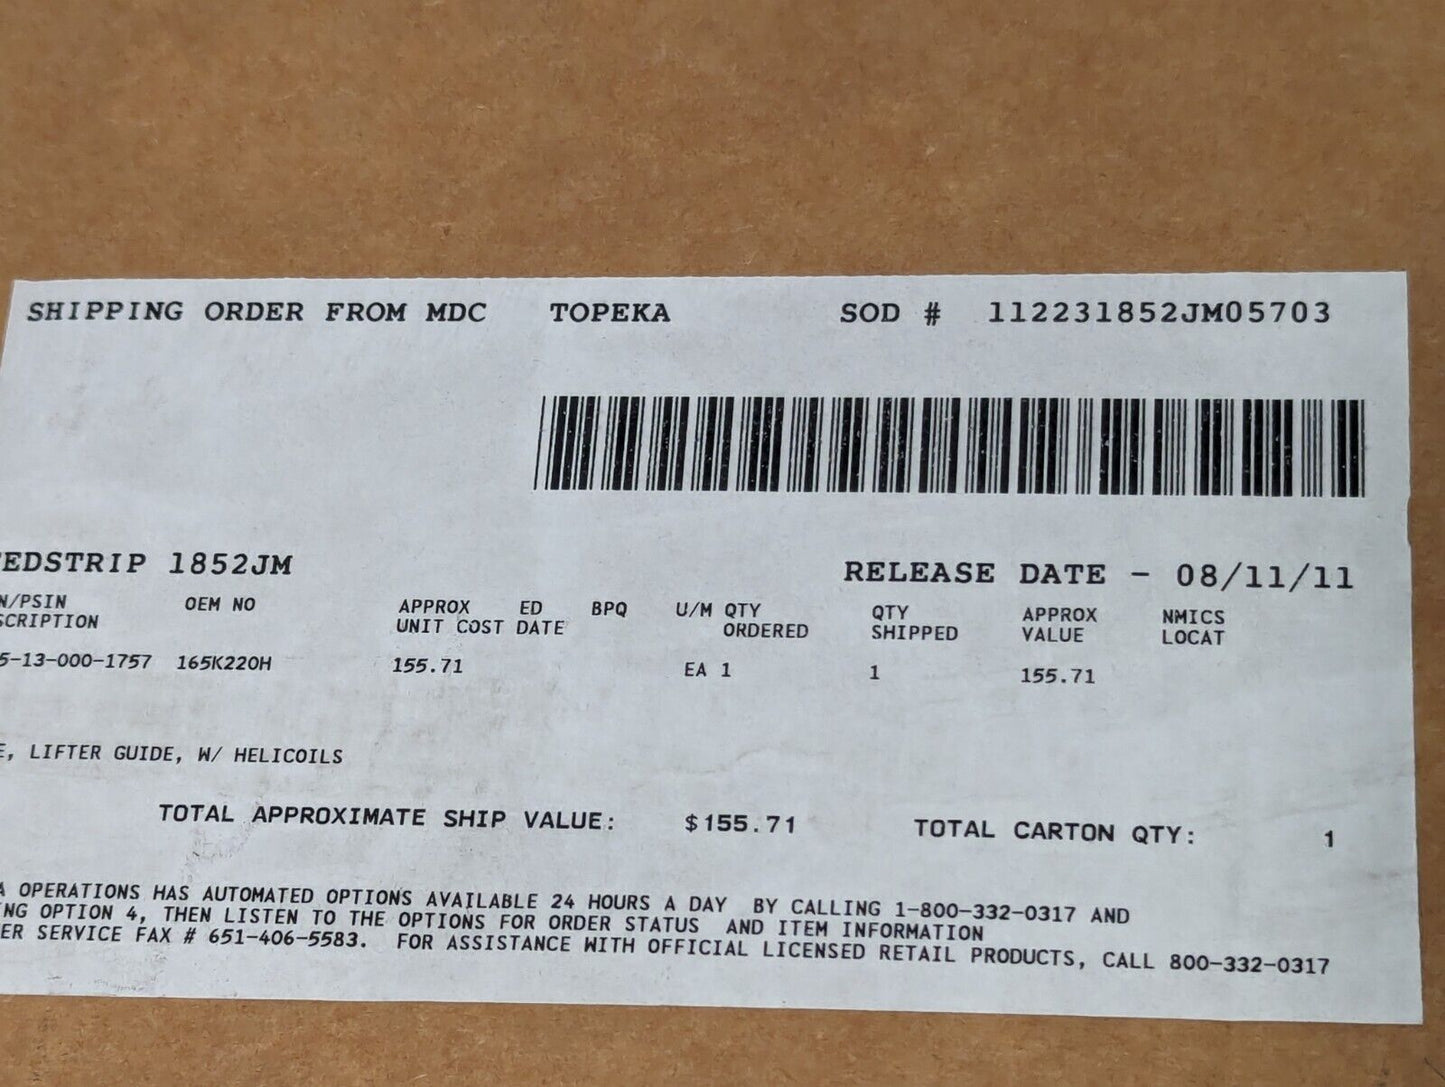 SHIPPING ORDER FROM MDC TOPEKA SOD # 112231852JM05703
EDSTRIP 1852JM RELEASE DATE - 08/11/11
N/PSIN OEM NO APPROX ED BPQ U/M QTY QTY APPROX NMICS
SCRIPTION UNIT COST DATE ORDERED SHIPPED VALUE LOCAT
5-13-000-1757 165K220H 155.71 EA 1 1 155.71
E, LIFTER GUIDE, W/ HELICOILS
TOTAL APPROXIMATE SHIP VALUE: $155.71 TOTAL CARTON QTY: 1
A OPERATIONS HAS AUTOMATED OPTIONS AVAILABLE 24 HOURS A DAY BY CALLING 1-800-332-0317 AND
NG OPTION 4, THEN LISTEN TO THE OPTIONS FOR ORDER STATUS AND ITEM INFORMATION
ER SERVICE FAX # 651-406-5583. FOR ASSISTANCE WITH OFFICIAL LICENSED RETAIL PRODUCTS, CALL 800-332-0317